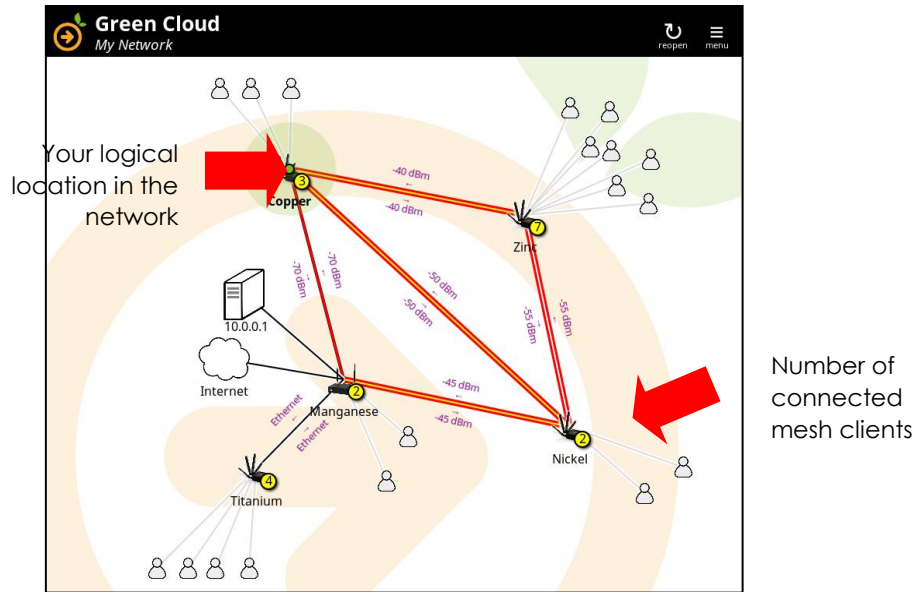 Green Cloud
My Network
reopen
menu
Your logical
location in the
network
3
Copper
-40 dBm
←
→
-40 dBm
7
Zinc
-70 dBm
→
←
-70 dBm
-50 dBm
←
→
-50 dBm
-55 dBm
→
←
-55 dBm
10.0.0.1
Internet
2
Manganese
-45 dBm
←
→
-45 dBm
Ethernet
←
→
Ethernet
4
Titanium
2
Nickel
Number of
connected
mesh clients